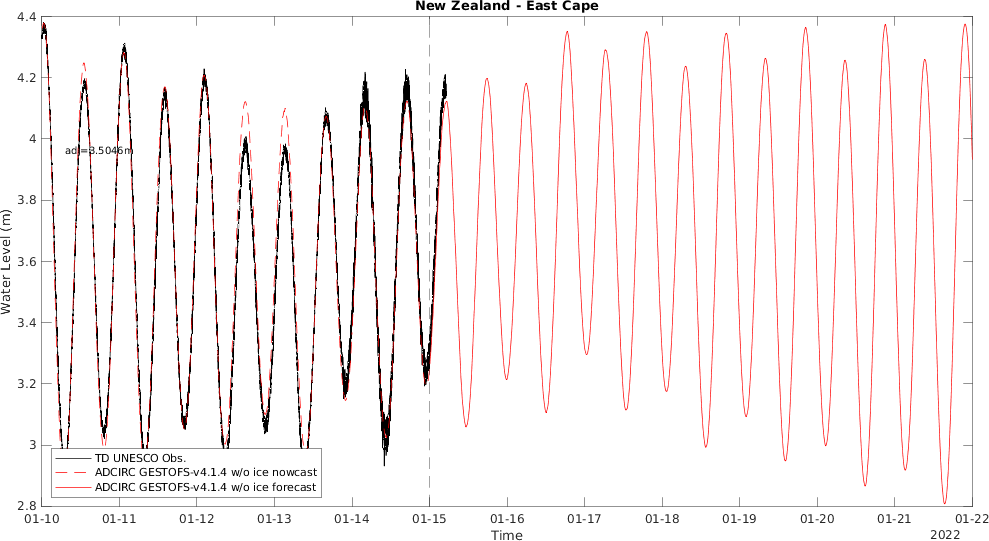 New Zealand - East Cape
4.4
4.2
4
3.8
3.6
3.4
3.2
3
2.8
Water Level (m)
adj=3.5046m
TD UNESCO Obs.
ADCIRC GESTOFS-v4.1.4 w/o ice nowcast
ADCIRC GESTOFS-v4.1.4 w/o ice forecast
01-10 01-11 01-12 01-13 01-14 01-15 01-16 01-17 01-18 01-19 01-20 01-21 01-22
Time
2022